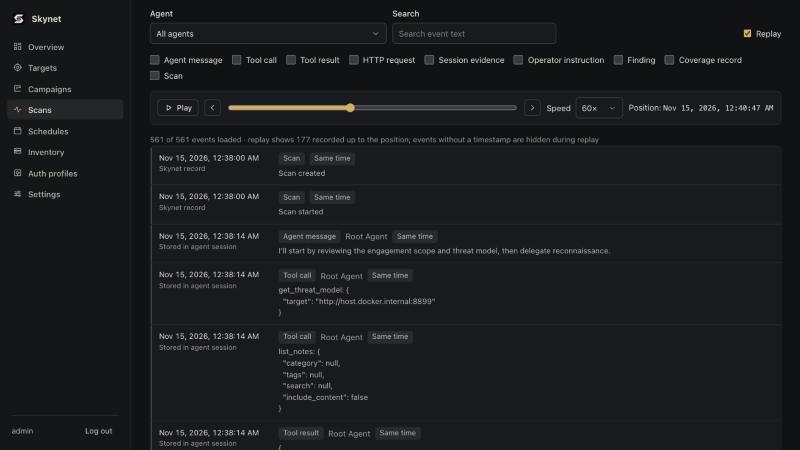 Skynet
Overview
Targets
Campaigns
Scans
Schedules
Inventory
Auth profiles
Settings
admin
Log out
Agent
All agents
Search
Search event text
Replay
Agent message
Tool call
Tool result
HTTP request
Session evidence
Operator instruction
Finding
Coverage record
Scan
Play
Speed
60×
Position: Nov 15, 2026, 12:40:47 AM
561 of 561 events loaded · replay shows 177 recorded up to the position; events without a timestamp are hidden during replay
Nov 15, 2026, 12:38:00 AM
Skynet record
Scan Same time
Scan created
Nov 15, 2026, 12:38:00 AM
Skynet record
Scan Same time
Scan started
Nov 15, 2026, 12:38:14 AM
Stored in agent session
Agent message Root Agent Same time
I'll start by reviewing the engagement scope and threat model, then delegate reconnaissance.
Nov 15, 2026, 12:38:14 AM
Stored in agent session
Tool call Root Agent Same time
get_threat_model: {
"target": "http://host.docker.internal:8899"
}
Nov 15, 2026, 12:38:14 AM
Stored in agent session
Tool call Root Agent Same time
list_notes: {
"category": null,
"tags": null,
"search": null,
"include_content": false
}
Nov 15, 2026, 12:38:14 AM
Stored in agent session
Tool result Root Agent Same time
{